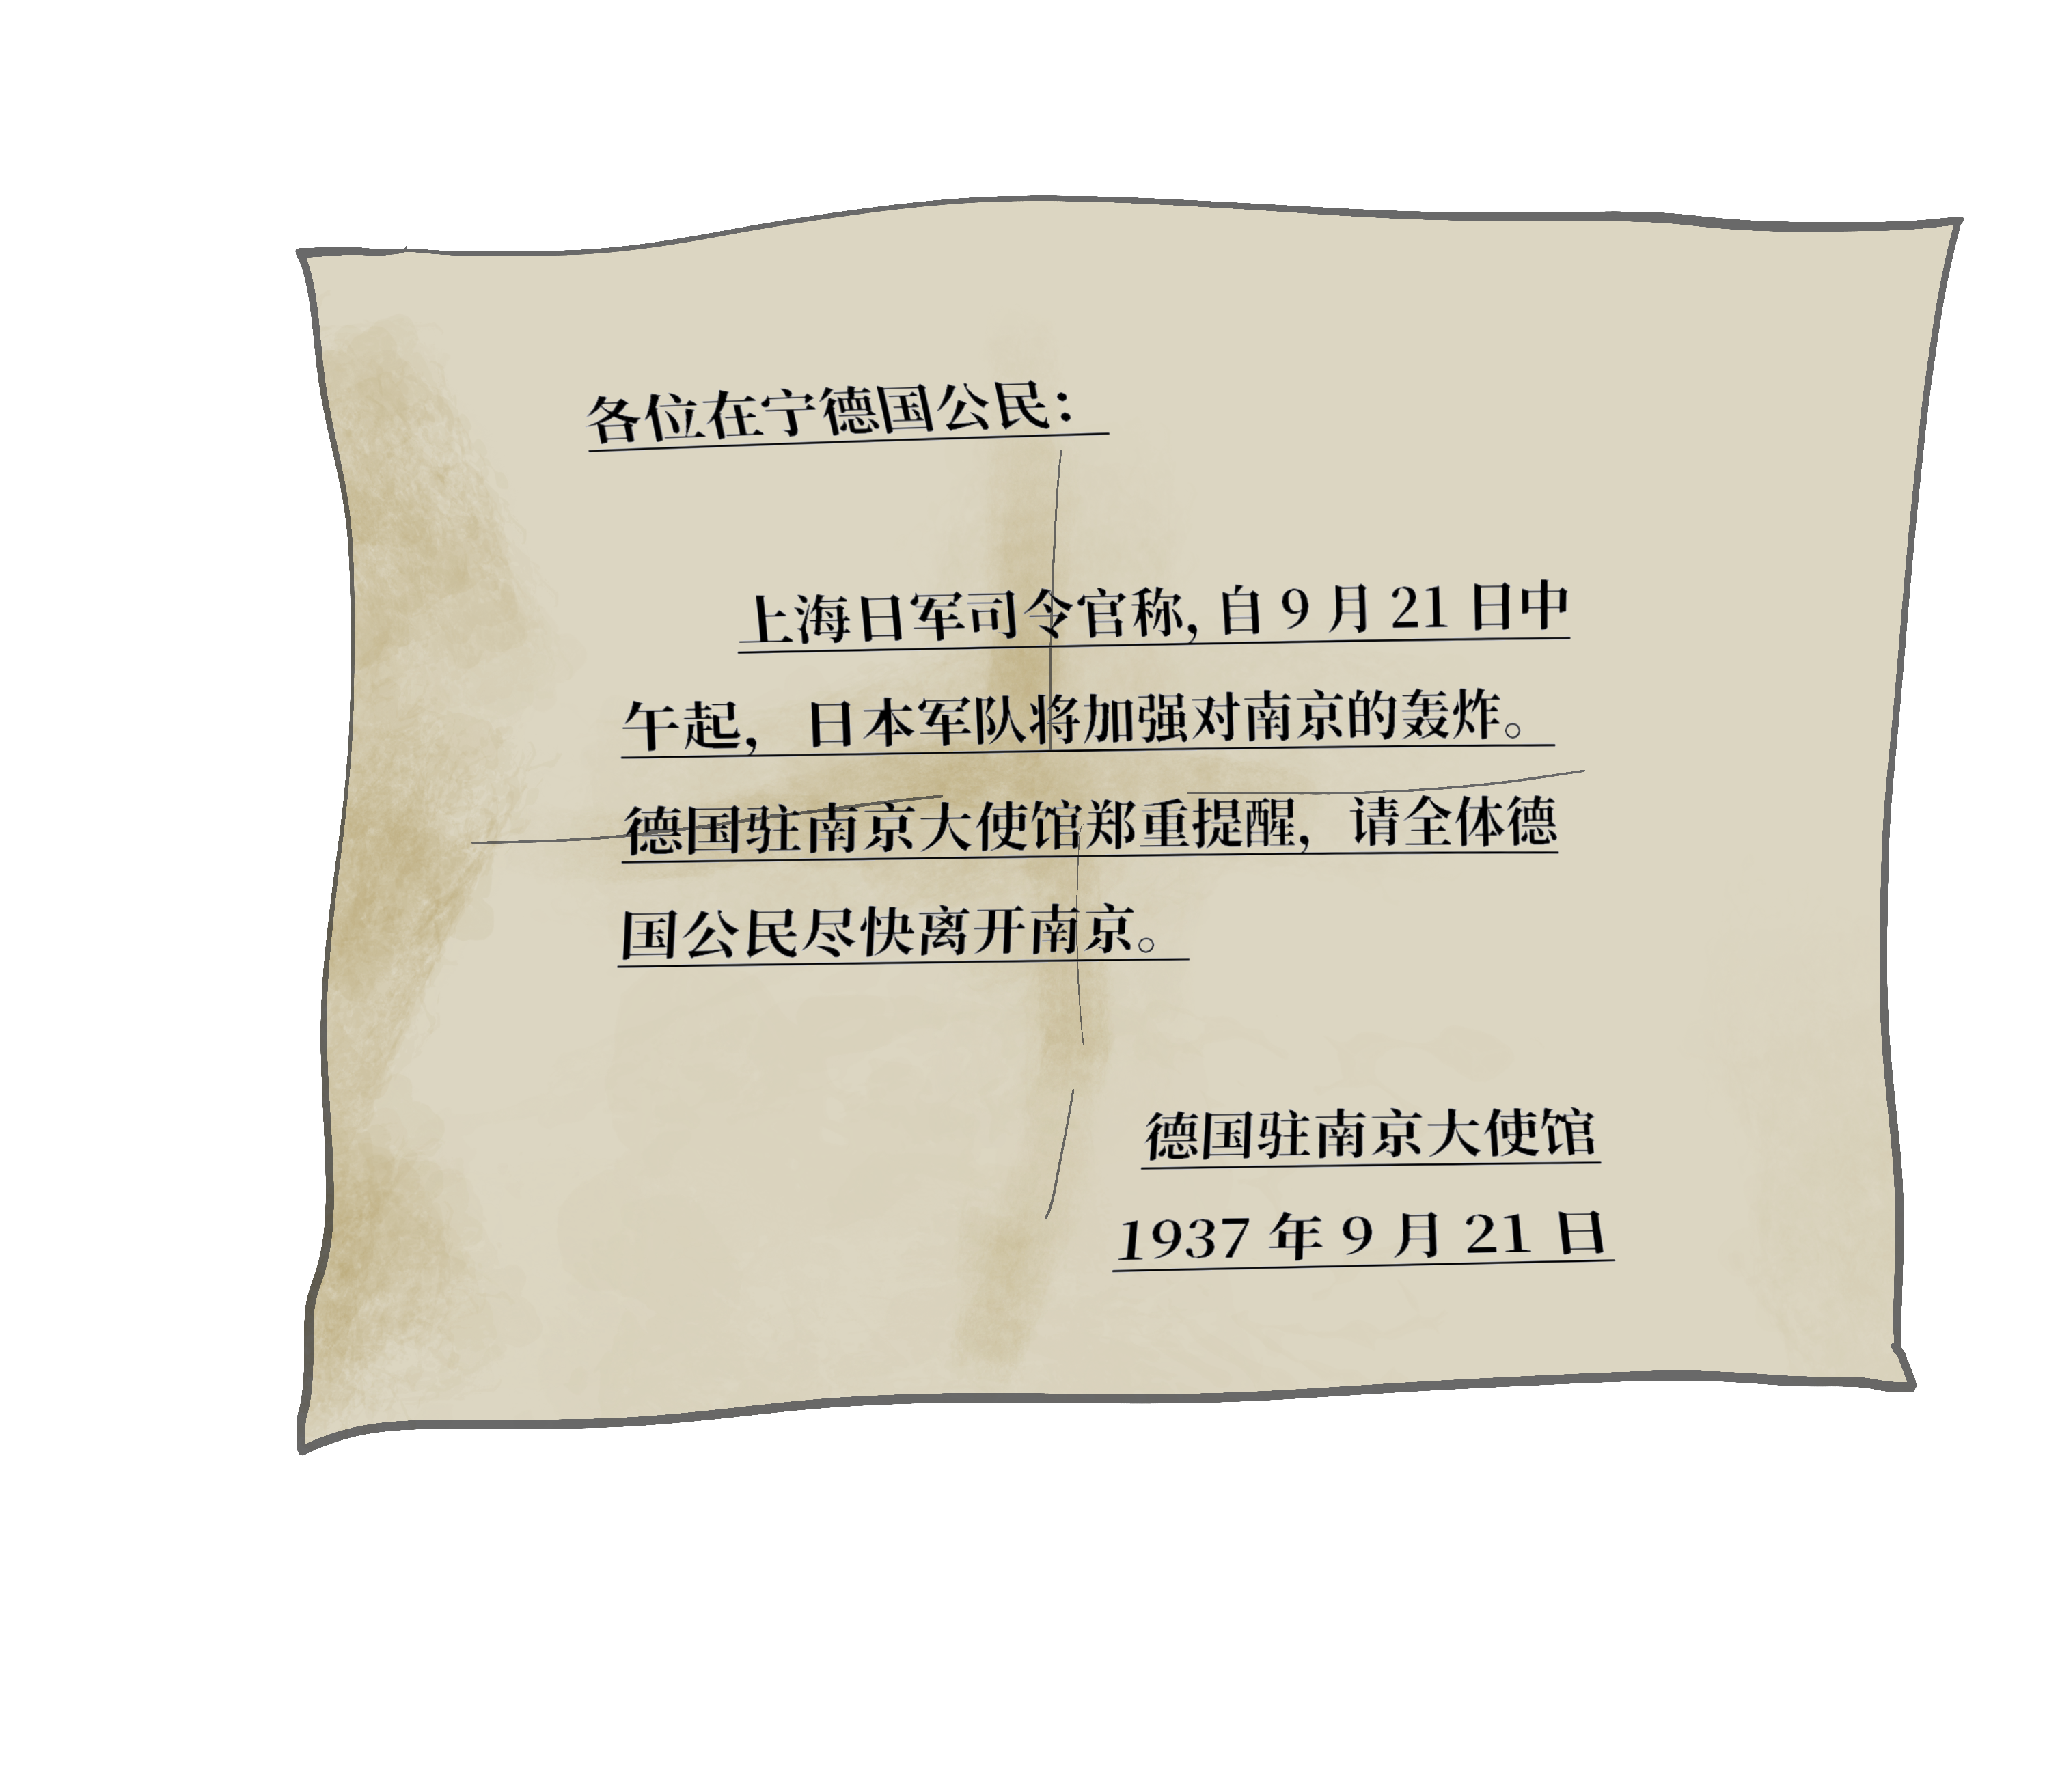 各位在宁德国公民：
上海日军司令官称, 自 9 月 21 日中
午起， 日本军队将加强对南京的轰炸。
德国驻南京大使馆郑重提醒， 请全体德
国公民尽快离开南京。
德国驻南京大使馆
1937 年 9 月 21 日